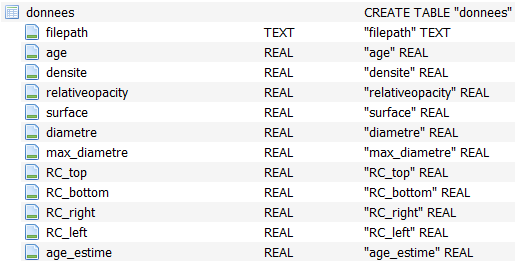 donnees CREATE TABLE "donnees"
filepath TEXT "filepath" TEXT
age REAL "age" REAL
densite REAL "densite" REAL
relativeopacity REAL "relativeopacity" REAL
surface REAL "surface" REAL
diametre REAL "diametre" REAL
max_diametre REAL "max_diametre" REAL
RC_top REAL "RC_top" REAL
RC_bottom REAL "RC_bottom" REAL
RC_right REAL "RC_right" REAL
RC_left REAL "RC_left" REAL
age_estime REAL "age_estime" REAL